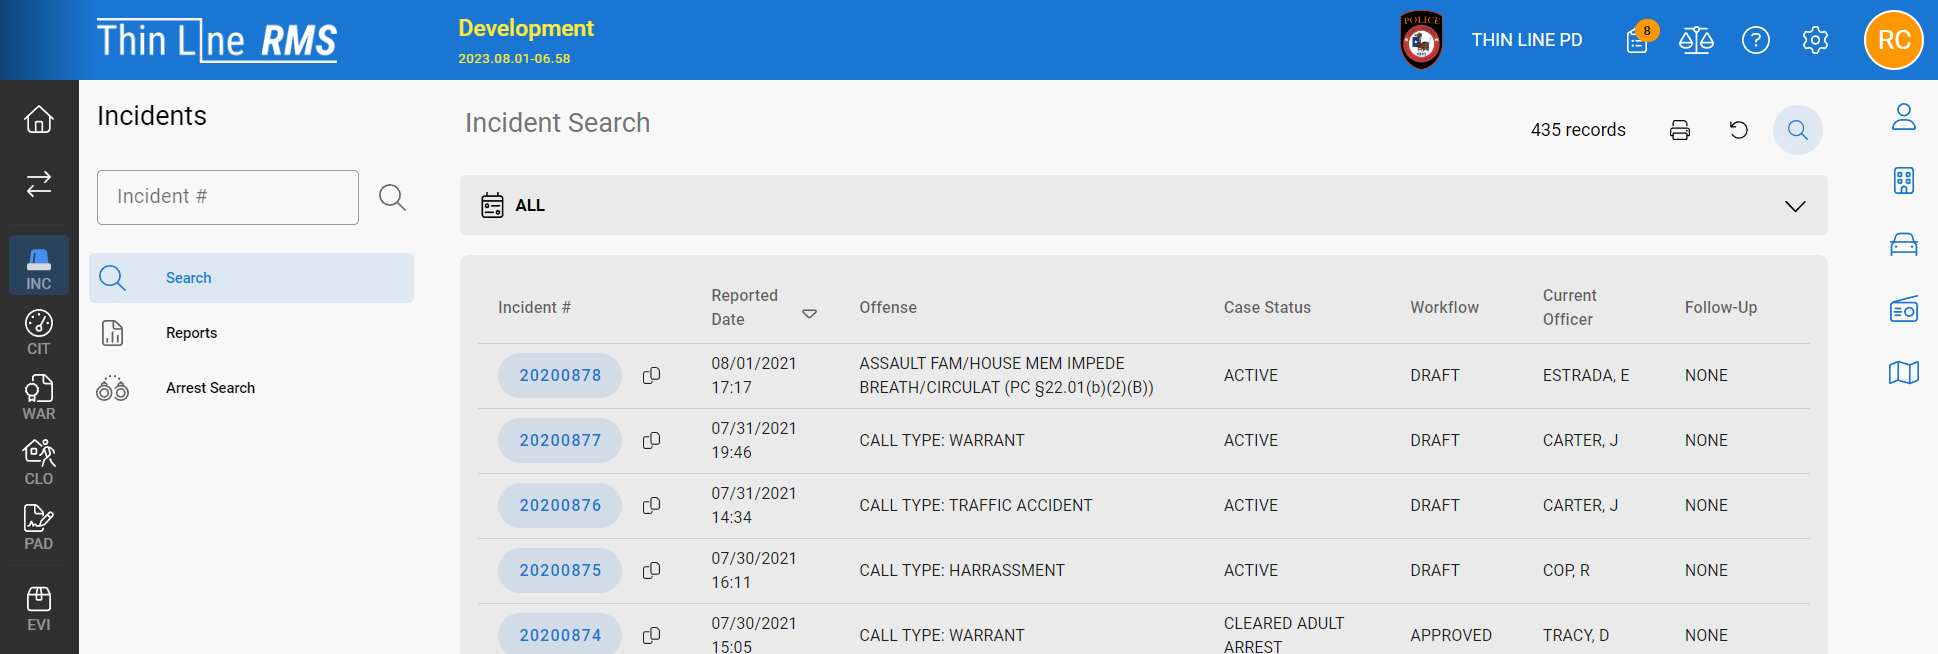 Thin Line RMS
Development
2023.08.01-06.58
POLICE
THIN LINE PD
8
?
RC
INC
CIT
WAR
CLO
PAD
EVI
Incidents
Incident #
Search
Reports
Arrest Search
Incident Search
435 records
ALL
Incident #
Reported
Date
Offense
Case Status
Workflow
Current
Officer
Follow-Up
20200878
08/01/2021
17:17
ASSAULT FAM/HOUSE MEM IMPEDE
BREATH/CIRCULAT (PC §22.01(b)(2)(B))
ACTIVE
DRAFT
ESTRADA, E
NONE
20200877
07/31/2021
19:46
CALL TYPE: WARRANT
ACTIVE
DRAFT
CARTER, J
NONE
20200876
07/31/2021
14:34
CALL TYPE: TRAFFIC ACCIDENT
ACTIVE
DRAFT
CARTER, J
NONE
20200875
07/30/2021
16:11
CALL TYPE: HARRASSMENT
ACTIVE
DRAFT
COP, R
NONE
20200874
07/30/2021
15:05
CALL TYPE: WARRANT
CLEARED ADULT
ARREST
APPROVED
TRACY, D
NONE